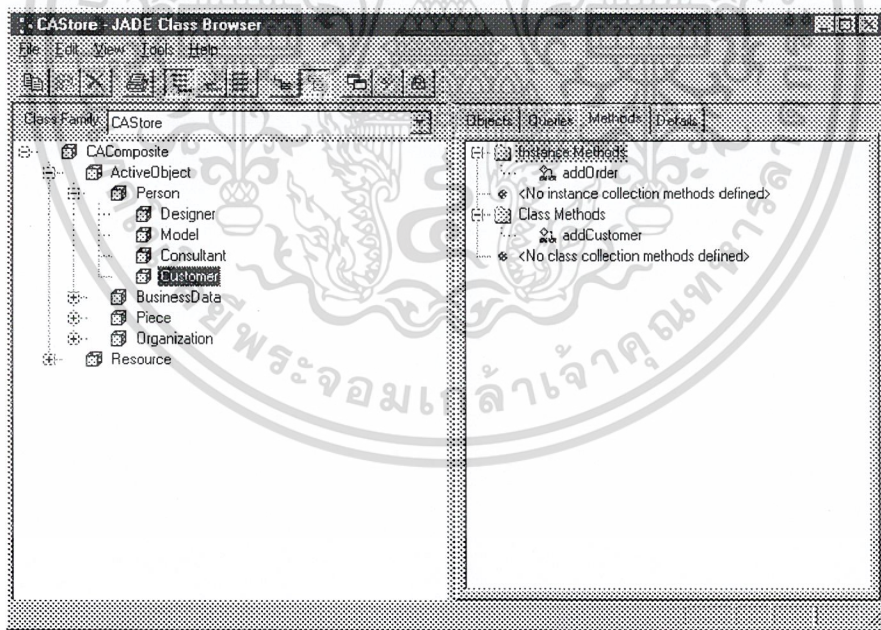 CAStore - JADE Class Browser
File Edit View Tools Help
Class Family CAStore
CAComposite
ActiveObject
Person
Designer
Model
Consultant
Customer
BusinessData
Piece
Organization
Resource
Objects Queries Methods Details
Instance Methods
addOrder
<No instance collection methods defined>
Class Methods
addCustomer
<No class collection methods defined>